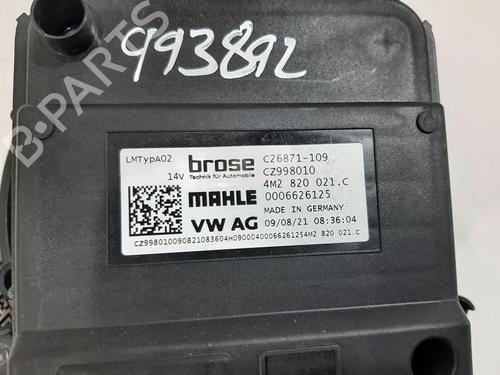 993892
LMTypA02
14V
brose
Technik für Automobile
MAHLE
VW AG
C26871-109
CZ998010
4M2 820 021.C
0006626125
MADE IN GERMANY
09/08/21 08:36:04
CZ998010090821083604H09000400066261254M2 820 021.C
B-PARTS